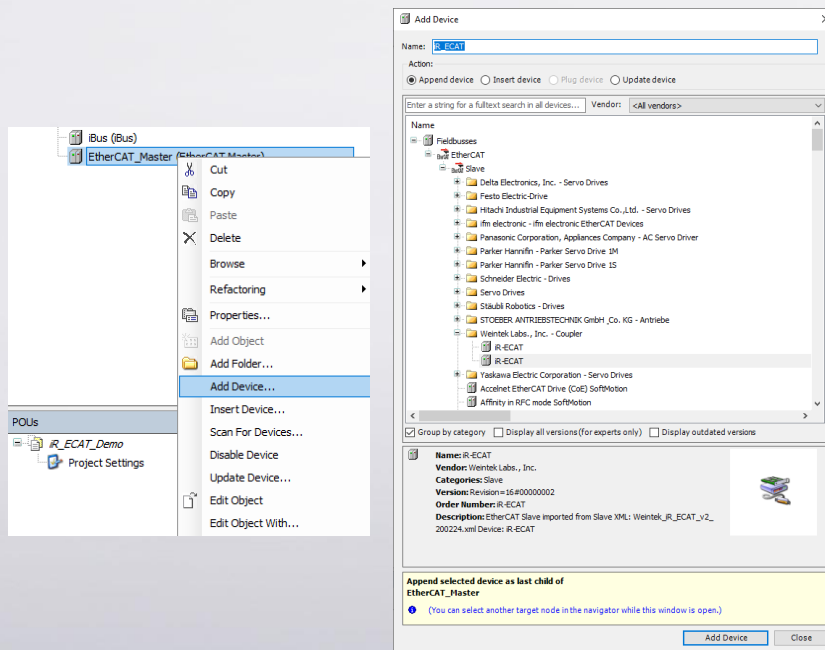 iBus (iBus)
EtherCAT_Master (EtherCAT Master)
Cut
Copy
Paste
Delete
Browse
Refactoring
Properties...
Add Object
Add Folder...
Add Device...
Insert Device...
Scan For Devices...
Disable Device
Update Device...
Edit Object
Edit Object With...
POUs
iR_ECAT_Demo
Project Settings
Add Device
Name: iR_ECAT
Action:
Append device Insert device Plug device Update device
Enter a string for a fulltext search in all devices... Vendor: <All vendors>
Name
Fieldbusses
EtherCAT
Slave
Delta Electronics, Inc. - Servo Drives
Festo Electric-Drive
Hitachi Industrial Equipment Systems Co.,Ltd. - Servo Drives
ifm electronic - ifm electronic EtherCAT Devices
Panasonic Corporation, Appliances Company - AC Servo Driver
Parker Hannifin - Parker Servo Drive 1M
Parker Hannifin - Parker Servo Drive 1S
Schneider Electric - Drives
Servo Drives
Stäubli Robotics - Drives
STOEBER ANTRIEBSTECHNIK GmbH _Co. KG - Antriebe
Weintek Labs., Inc. - Coupler
iR-ECAT
iR-ECAT
Yaskawa Electric Corporation - Servo Drives
Accelnet EtherCAT Drive (CoE) SoftMotion
Affinity in RFC mode SoftMotion
Group by category Display all versions (for experts only) Display outdated versions
Name: iR-ECAT
Vendor: Weintek Labs., Inc.
Categories: Slave
Version: Revision=16#00000002
Order Number: iR-ECAT
Description: EtherCAT Slave imported from Slave XML: Weintek_iR_ECAT_v2_
200224.xml Device: iR-ECAT
Append selected device as last child of
EtherCAT_Master
(You can select another target node in the navigator while this window is open.)
Add Device Close